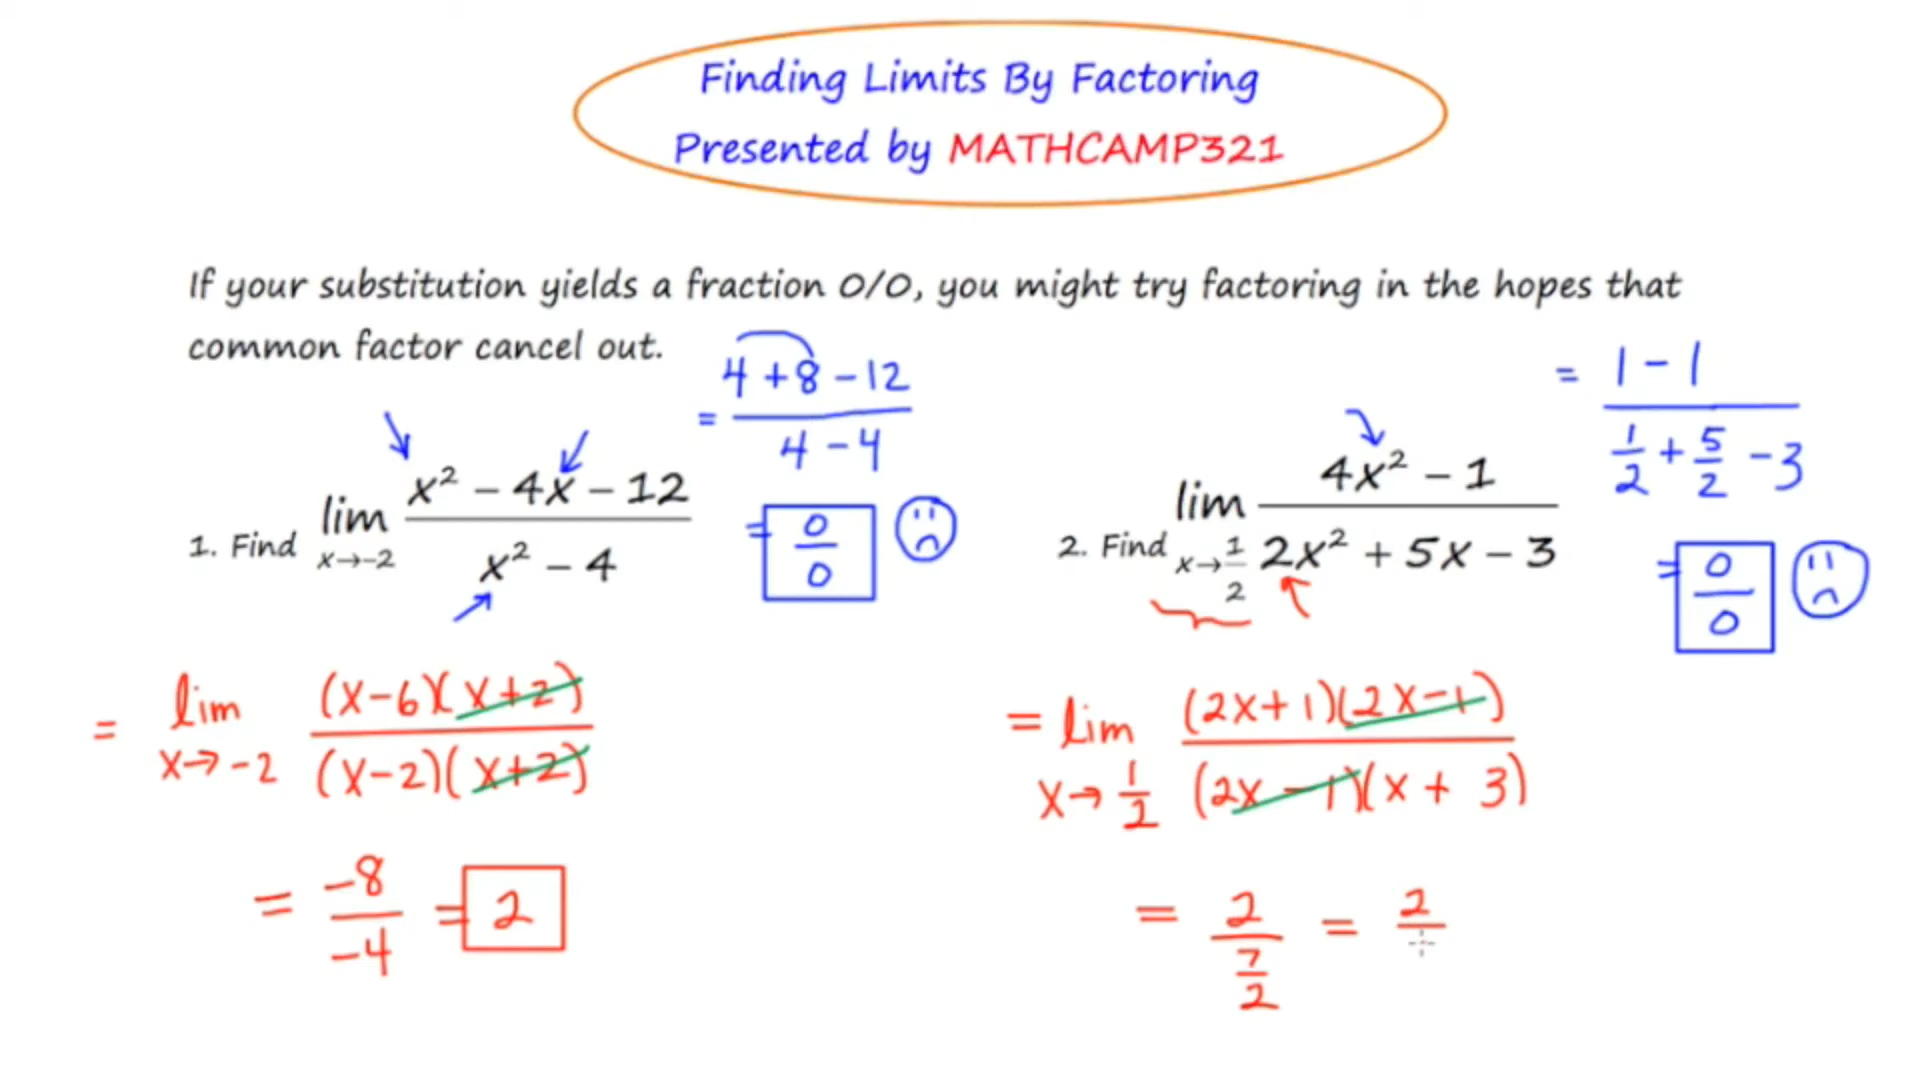 Finding Limits By Factoring
Presented by MATHCAMP321
If your substitution yields a fraction 0/0, you might try factoring in the hopes that
common factor cancel out.
1. Find lim x→-2 (x² − 4x − 12)/(x² − 4)
= (4 + 8 − 12)/(4 − 4)
= 0/0
= lim x→-2 (x−6)(x+2)/(x−2)(x+2)
= -8/-4 = 2
2. Find lim x→1/2 (4x² − 1)/(2x² + 5x − 3)
= (1 − 1)/(1/2 + 5/2 − 3)
= 0/0
= lim x→1/2 (2x+1)(2x−1)/(2x−1)(x+3)
= 2/(7/2) = 2/